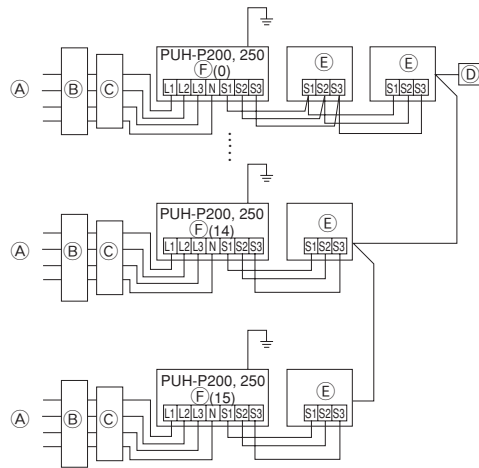 PUH-P200, 250
Ⓕ(0)
Ⓔ
Ⓔ
Ⓓ
Ⓐ
Ⓑ
Ⓒ
L1 L2 L3 N S1 S2 S3
S1 S2 S3
S1 S2 S3
PUH-P200, 250
Ⓕ(14)
Ⓔ
Ⓐ
Ⓑ
Ⓒ
L1 L2 L3 N S1 S2 S3
S1 S2 S3
PUH-P200, 250
Ⓕ(15)
Ⓔ
Ⓐ
Ⓑ
Ⓒ
L1 L2 L3 N S1 S2 S3
S1 S2 S3